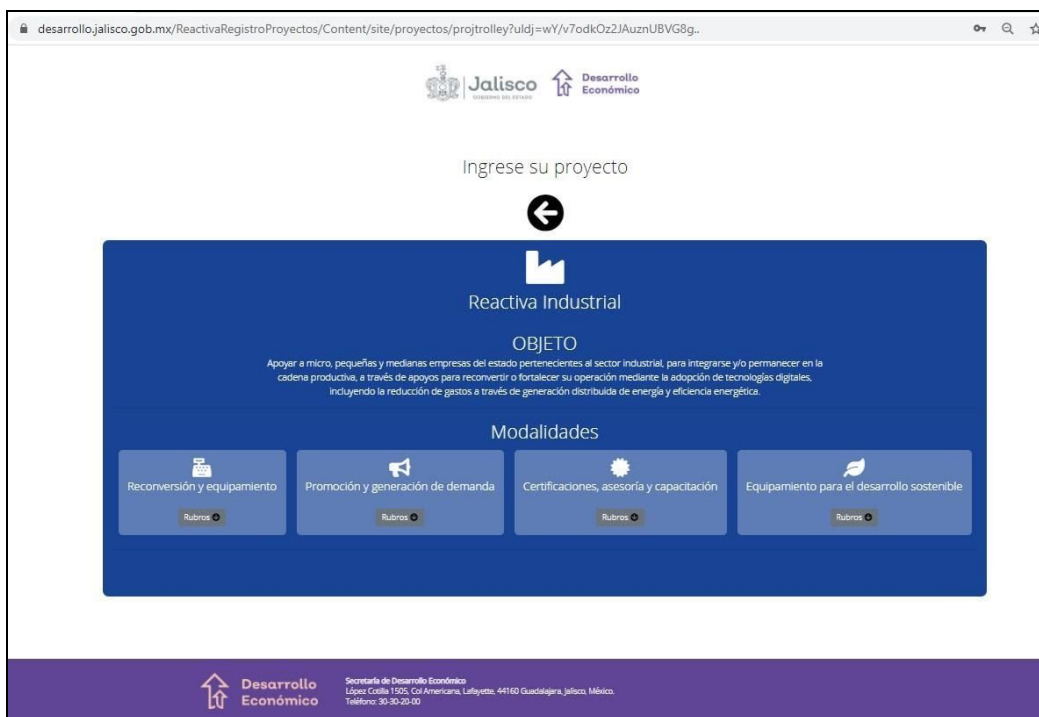 desarrollo.jalisco.gob.mx/ReactivaRegistroProyectos/Content/site/proyectos/projtrolley?uldj=wY/v7odkOz2JAuznUBVG8g..
Jalisco
GOBIERNO DEL ESTADO
Desarrollo
Económico
Ingrese su proyecto
Reactiva Industrial
OBJETO
Apoyar a micro, pequeñas y medianas empresas del estado pertenecientes al sector industrial, para integrarse y/o permanecer en la
cadena productiva, a través de apoyos para reconvertir o fortalecer su operación mediante la adopción de tecnologías digitales,
incluyendo la reducción de gastos a través de generación distribuida de energía y eficiencia energética.
Modalidades
Reconversión y equipamiento
Rubros
Promoción y generación de demanda
Rubros
Certificaciones, asesoría y capacitación
Rubros
Equipamiento para el desarrollo sostenible
Rubros
Desarrollo
Económico
Secretaría de Desarrollo Económico
López Cotilla 1505, Col Americana, Lafayette, 44160 Guadalajara, Jalisco, México.
Teléfono: 30-30-20-00